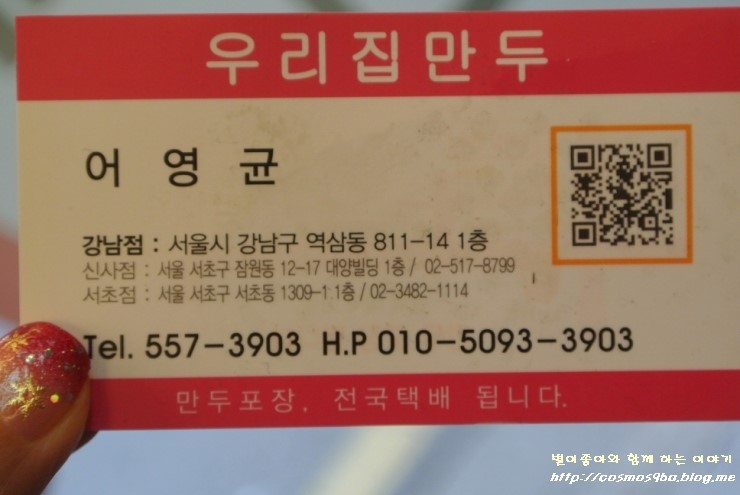 우리집만두
어 영 균
강남점 : 서울시 강남구 역삼동 811-14 1층
신사점 : 서울 서초구 잠원동 12-17 대양빌딩 1층 / 02-517-8799
서초점 : 서울 서초구 서초동 1309-1 1층 / 02-3482-1114
Tel. 557-3903 H.P 010-5093-3903
만두포장, 전국택배 됩니다.
별이좋아와 함께 하는 이야기
http://cosmos9ba.blog.me